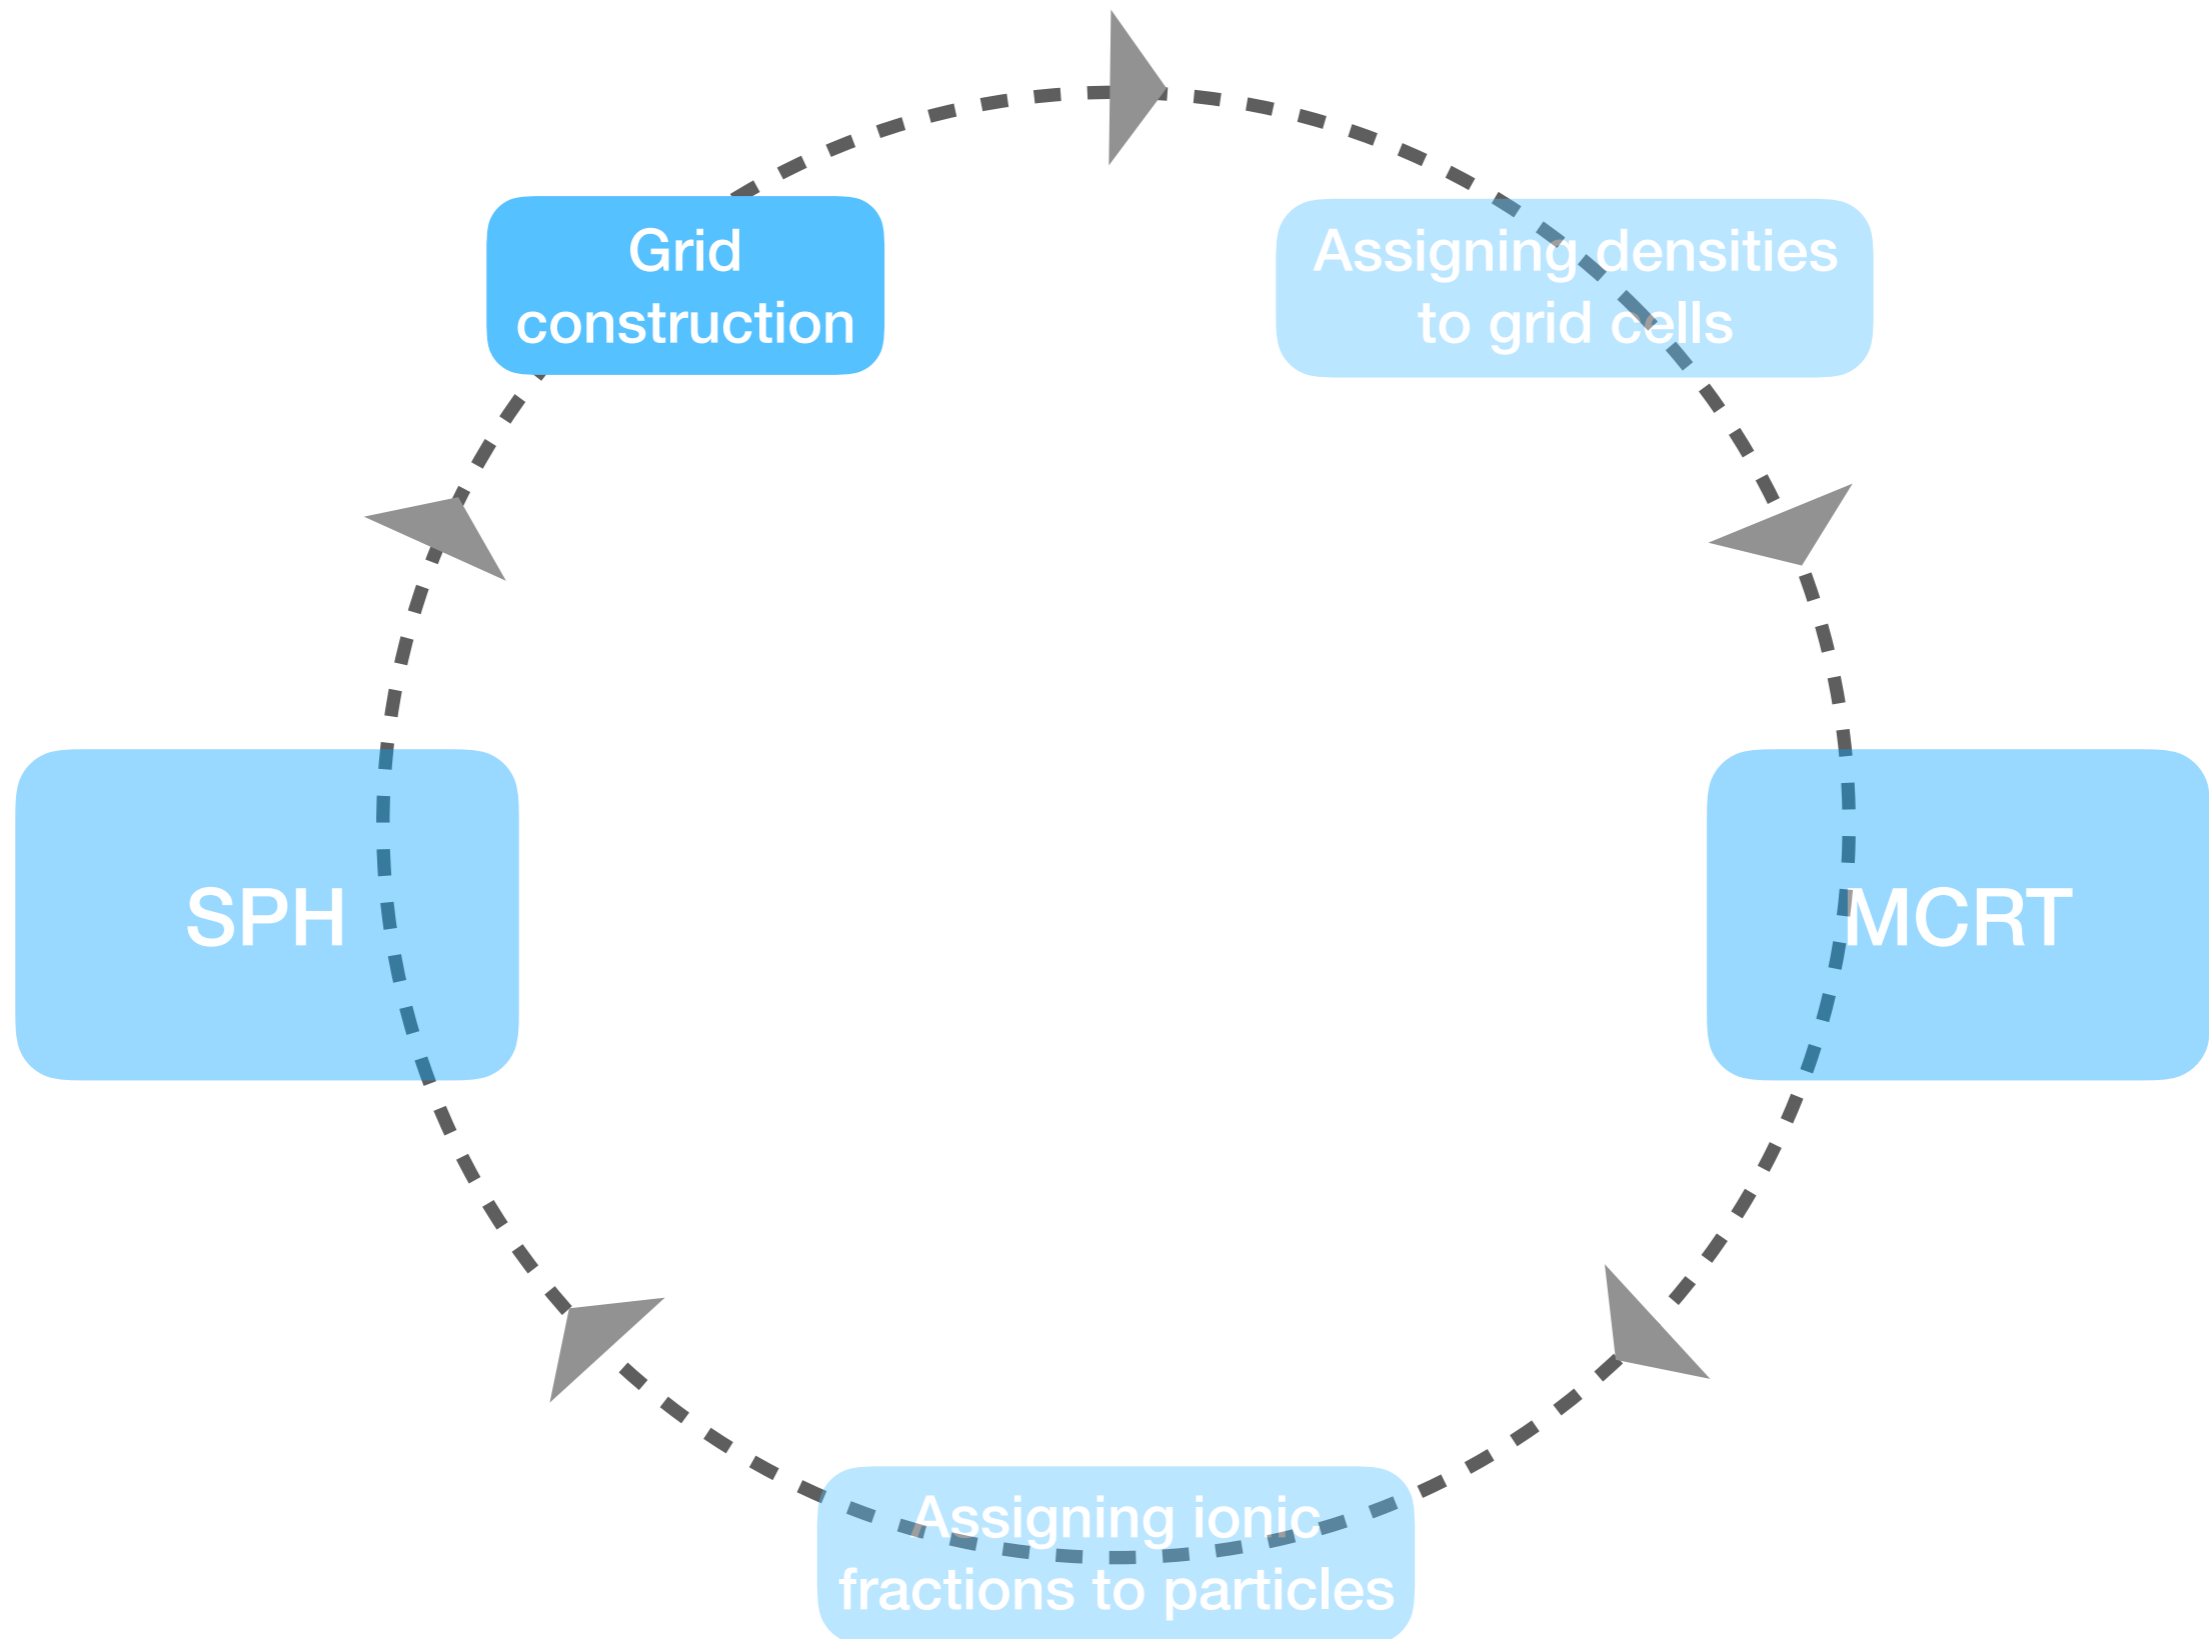 Grid
construction
Assigning densities
to grid cells
SPH
MCRT
Assigning ionic
fractions to particles